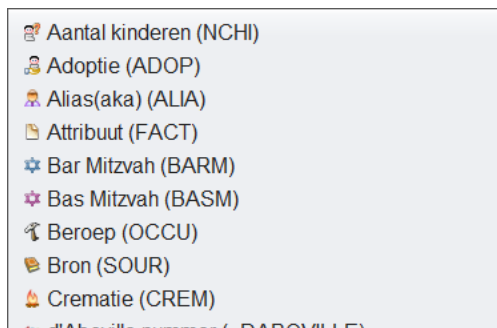 Aantal kinderen (NCHI)
Adoptie (ADOP)
Alias(aka) (ALIA)
Attribuut (FACT)
Bar Mitzvah (BARM)
Bas Mitzvah (BASM)
Beroep (OCCU)
Bron (SOUR)
Crematie (CREM)
d'Aboville